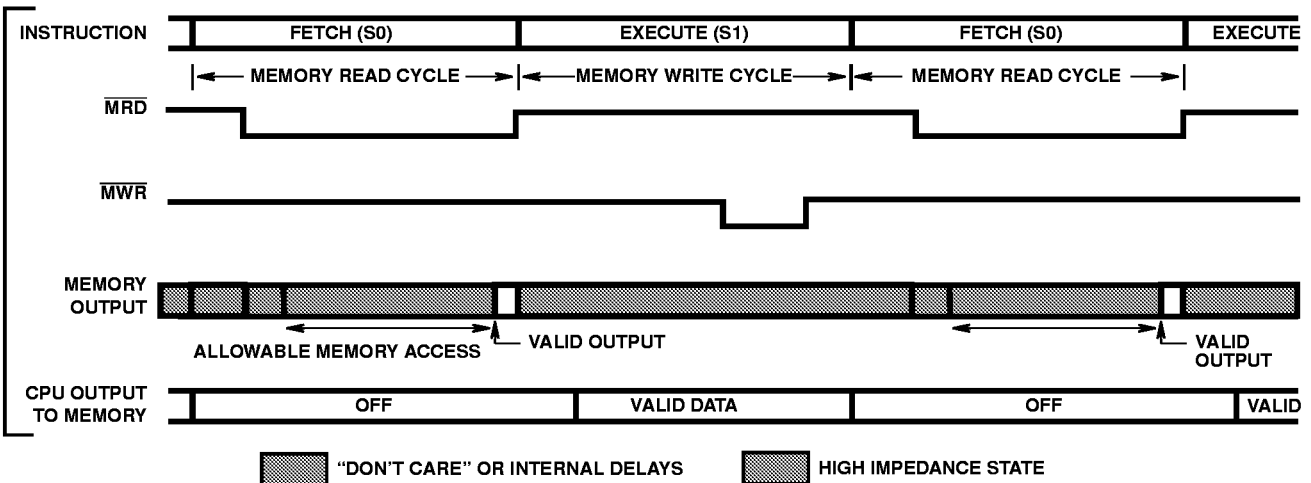 INSTRUCTION FETCH (S0) EXECUTE (S1) FETCH (S0) EXECUTE
MEMORY READ CYCLE MEMORY WRITE CYCLE MEMORY READ CYCLE
MRD
MWR
MEMORY
OUTPUT
ALLOWABLE MEMORY ACCESS
VALID OUTPUT
VALID
OUTPUT
CPU OUTPUT
TO MEMORY
OFF VALID DATA OFF VALID
“DON'T CARE” OR INTERNAL DELAYS HIGH IMPEDANCE STATE